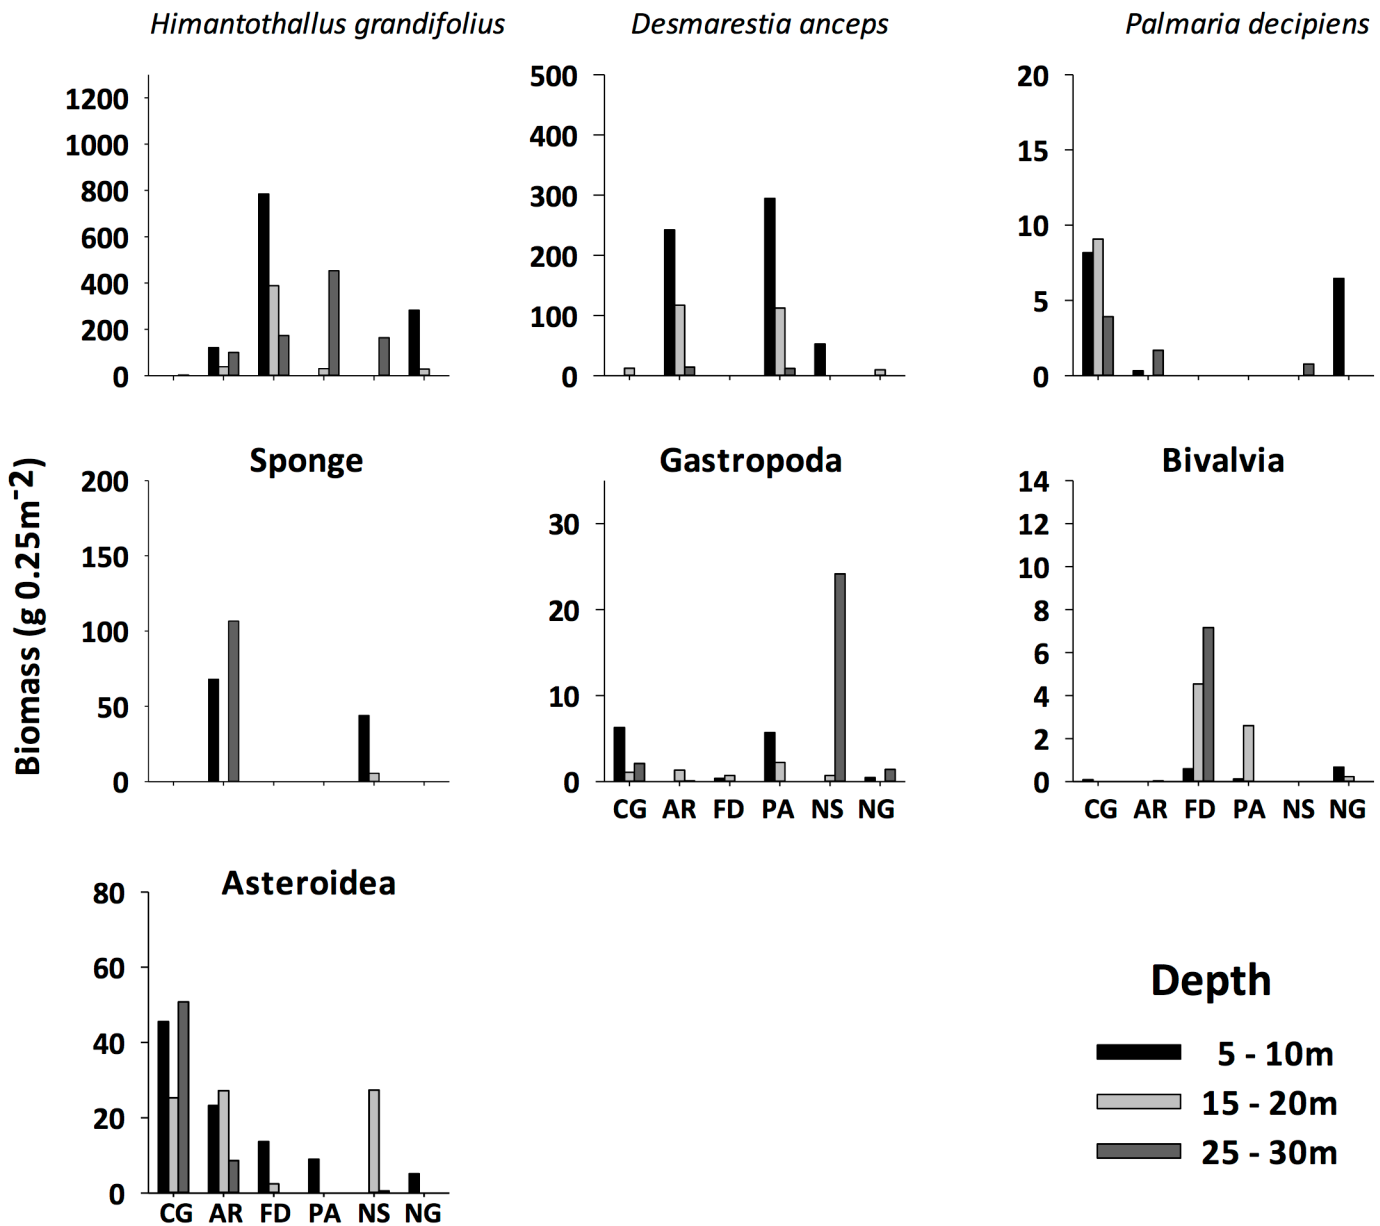 Himantothallus grandifolius
Desmarestia anceps
Palmaria decipiens
1200
1000
800
600
400
200
0
500
400
300
200
100
0
20
15
10
5
0
Biomass (g 0.25m-2)
Sponge
200
150
100
50
0
Gastropoda
30
20
10
0
CG AR FD PA NS NG
Bivalvia
14
12
10
8
6
4
2
0
CG AR FD PA NS NG
Asteroidea
80
60
40
20
0
CG AR FD PA NS NG
Depth
5 - 10m
15 - 20m
25 - 30m